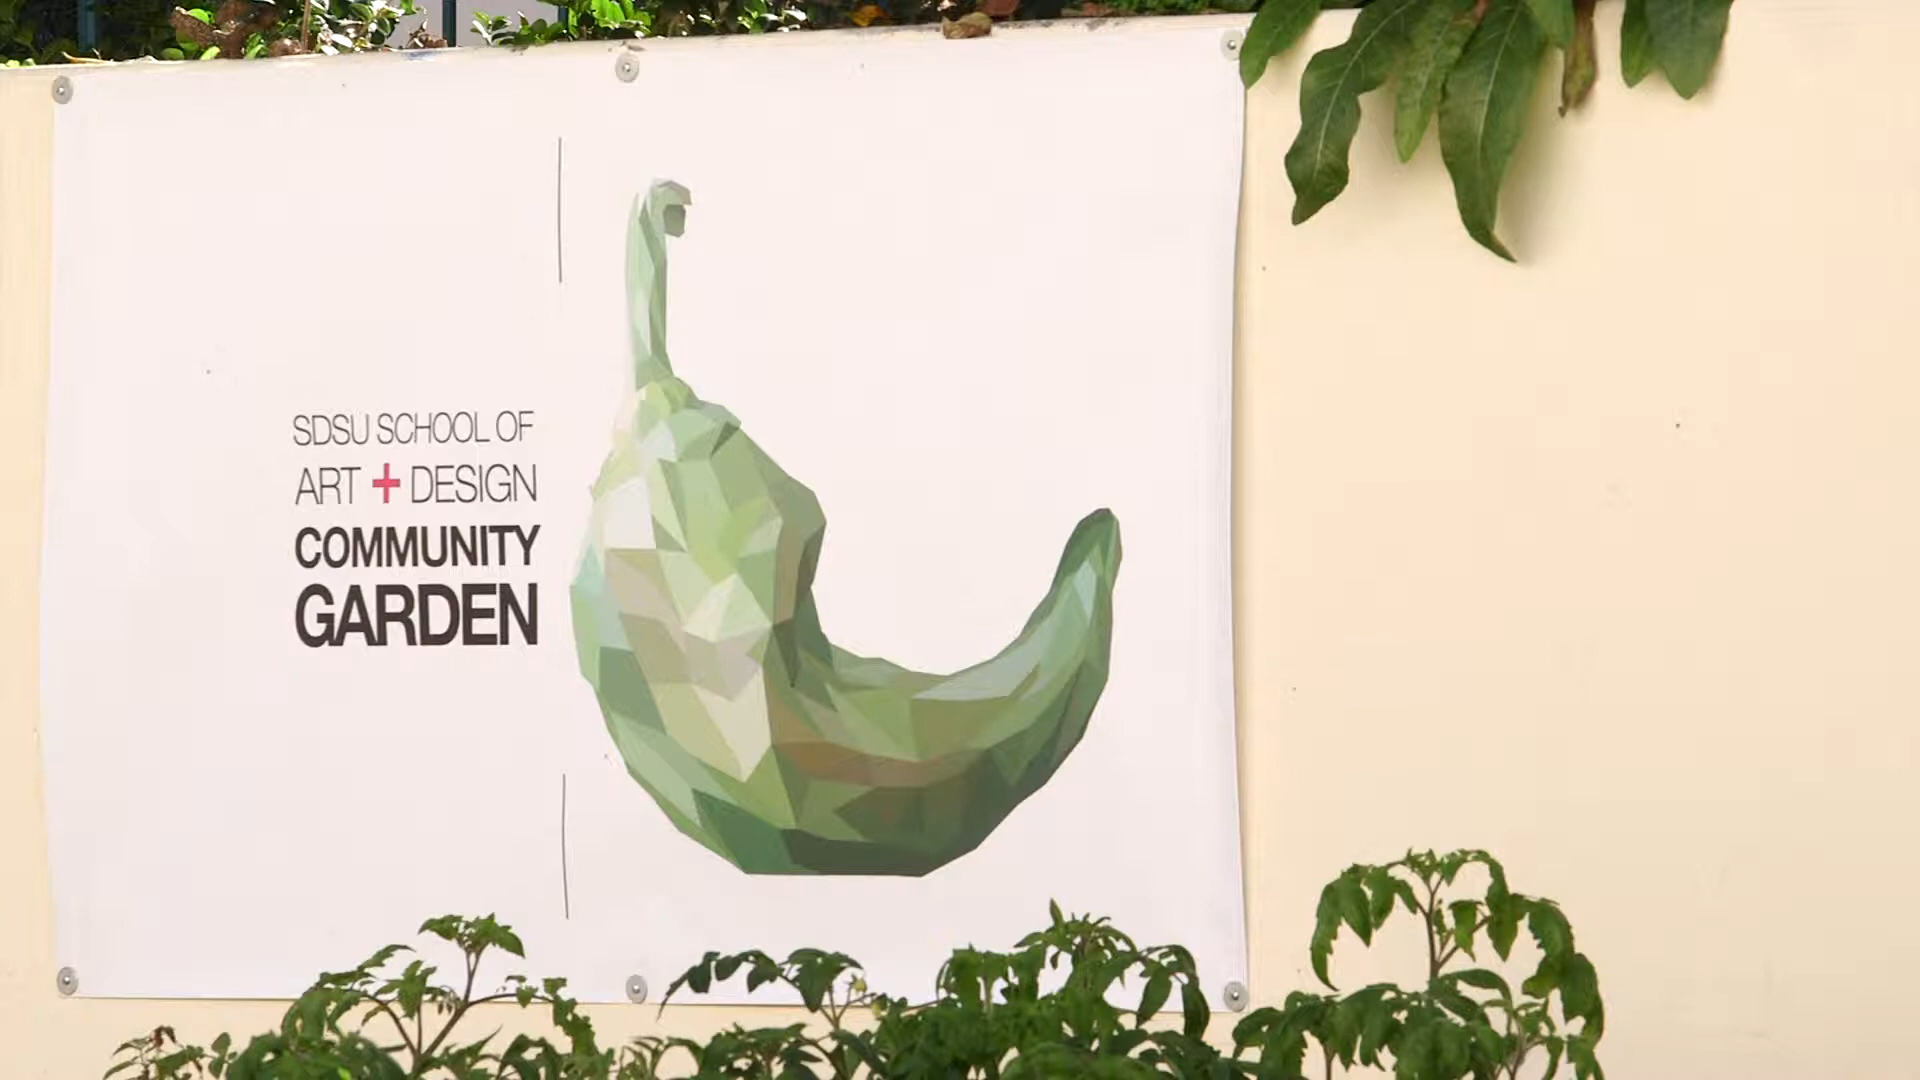 SDSU SCHOOL OF
ART + DESIGN
COMMUNITY
GARDEN